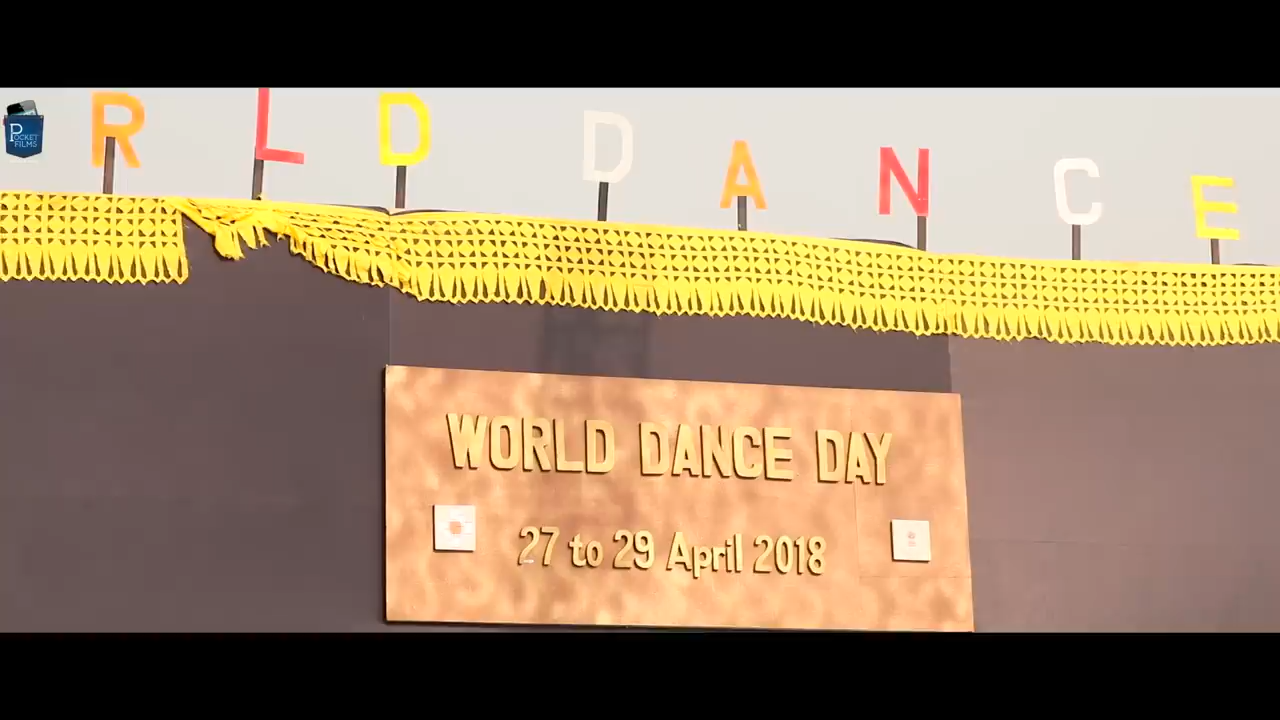 POCKET
FILMS
RLD DANCE
WORLD DANCE DAY
27 to 29 April 2018